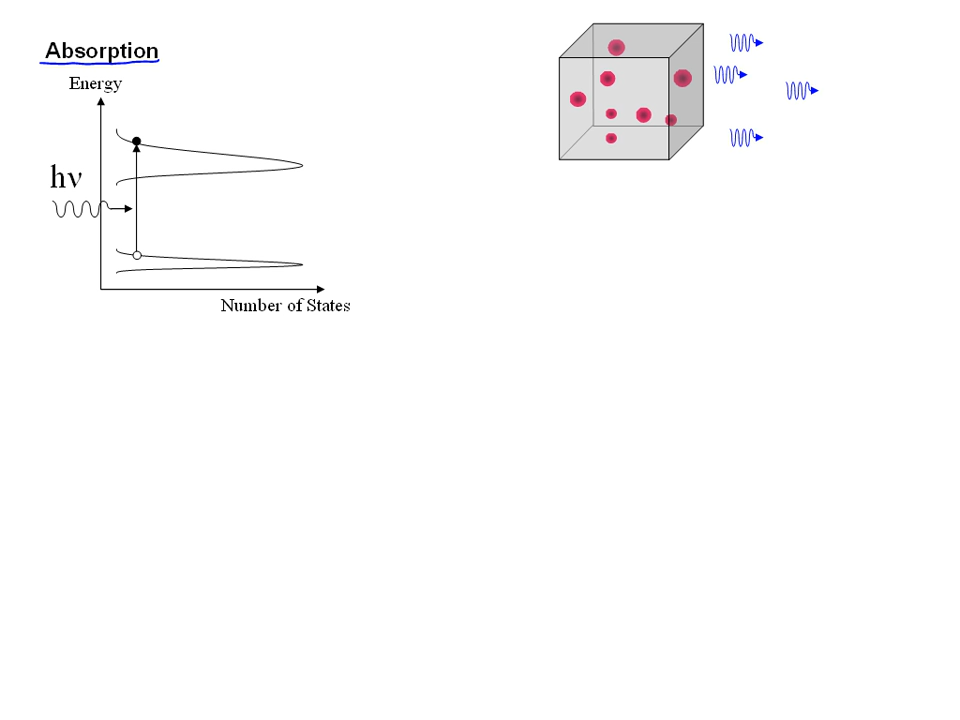 Absorption
Energy
hν
Number of States